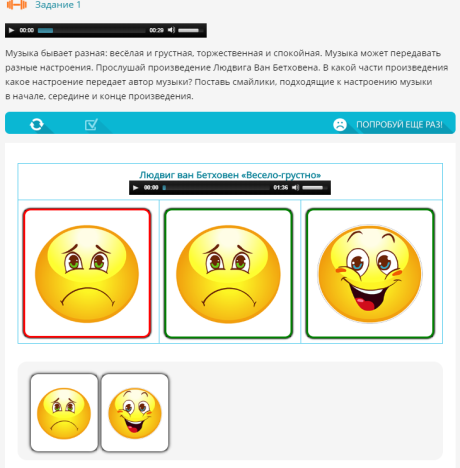 Задание 1
00:00 00:28
Музыка бывает разная: весёлая и грустная, торжественная и спокойная. Музыка может передавать
разные настроения. Прослушай произведение Людвига Ван Бетховена. В какой части произведения
какое настроение передает автор музыки? Поставь смайлики, подходящие к настроению музыки
в начале, середине и конце произведения.
ПОПРОБУЙ ЕЩЕ РАЗ!
Людвиг ван Бетховен «Весело-грустно»
00:00 01:36